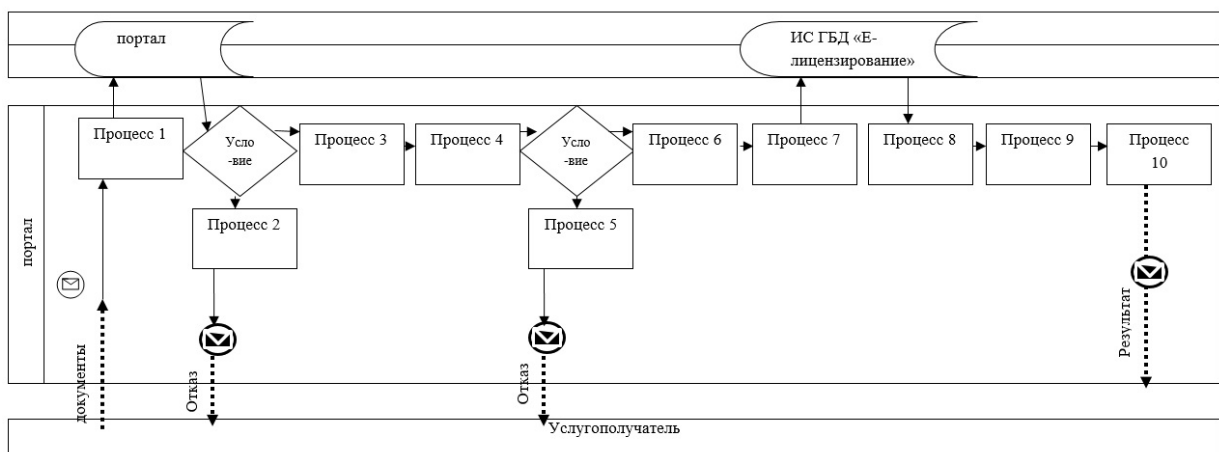 портал
ИС ГБД «Е-
лицензирование»
Процесс 1
Усло
-вие
Процесс 3
Процесс 4
Усло
-вие
Процесс 6
Процесс 7
Процесс 8
Процесс 9
Процесс
10
Процесс 2
Процесс 5
портал
документы
Отказ
Отказ
Результат
Услугополучатель